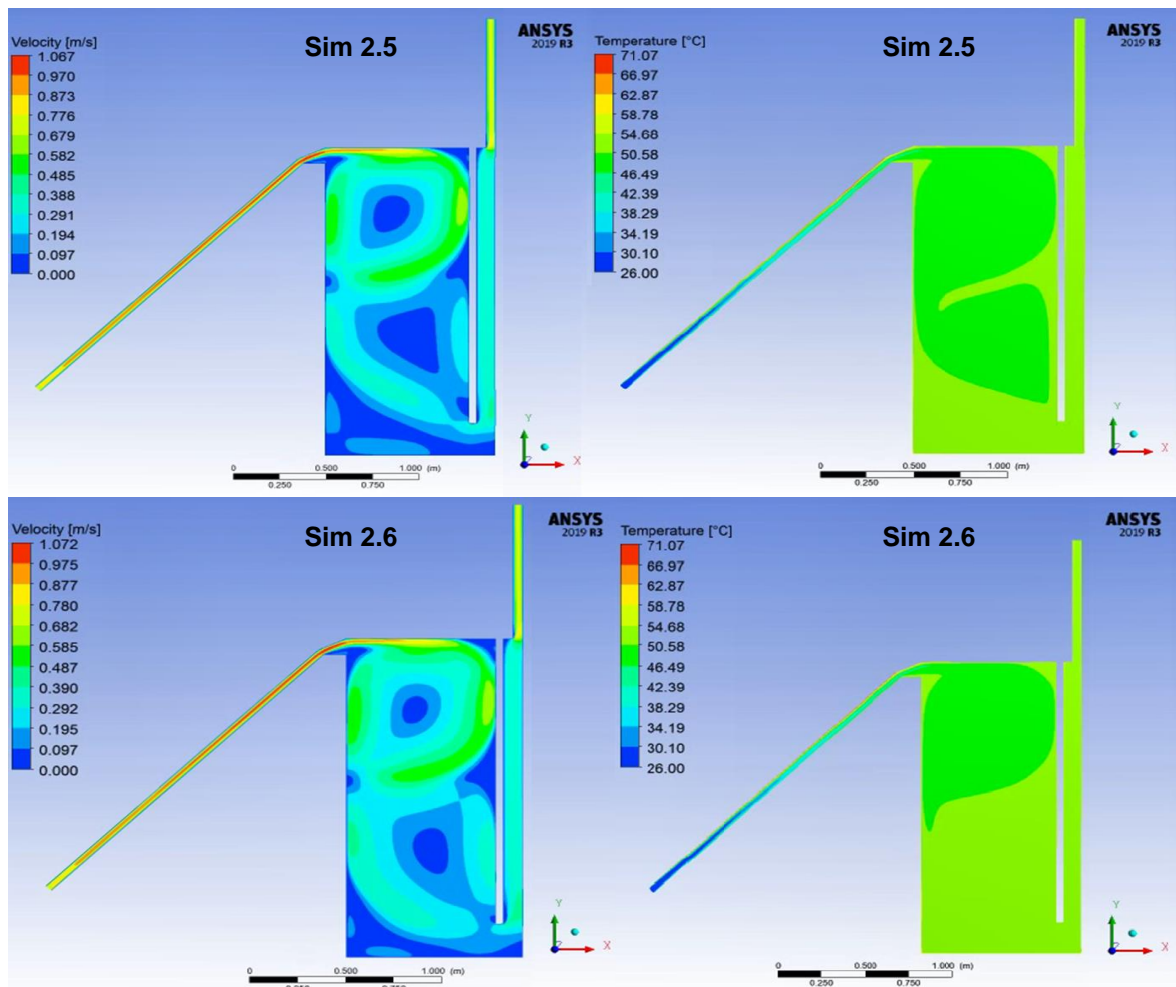 Velocity [m/s]
1.067
0.970
0.873
0.776
0.679
0.582
0.485
0.388
0.291
0.194
0.097
0.000
Sim 2.5
ANSYS
2019 R3
Y
X
0 0.500 1.000 (m)
0.250 0.750
Temperature [°C]
71.07
66.97
62.87
58.78
54.68
50.58
46.49
42.39
38.29
34.19
30.10
26.00
Sim 2.5
ANSYS
2019 R3
Y
X
0 0.500 1.000 (m)
0.250 0.750
Velocity [m/s]
1.072
0.975
0.877
0.780
0.682
0.585
0.487
0.390
0.292
0.195
0.097
0.000
Sim 2.6
ANSYS
2019 R3
Y
X
0 0.500 1.000 (m)
0.250 0.750
Temperature [°C]
71.07
66.97
62.87
58.78
54.68
50.58
46.49
42.39
38.29
34.19
30.10
26.00
Sim 2.6
ANSYS
2019 R3
Y
X
0 0.500 1.000 (m)
0.250 0.750